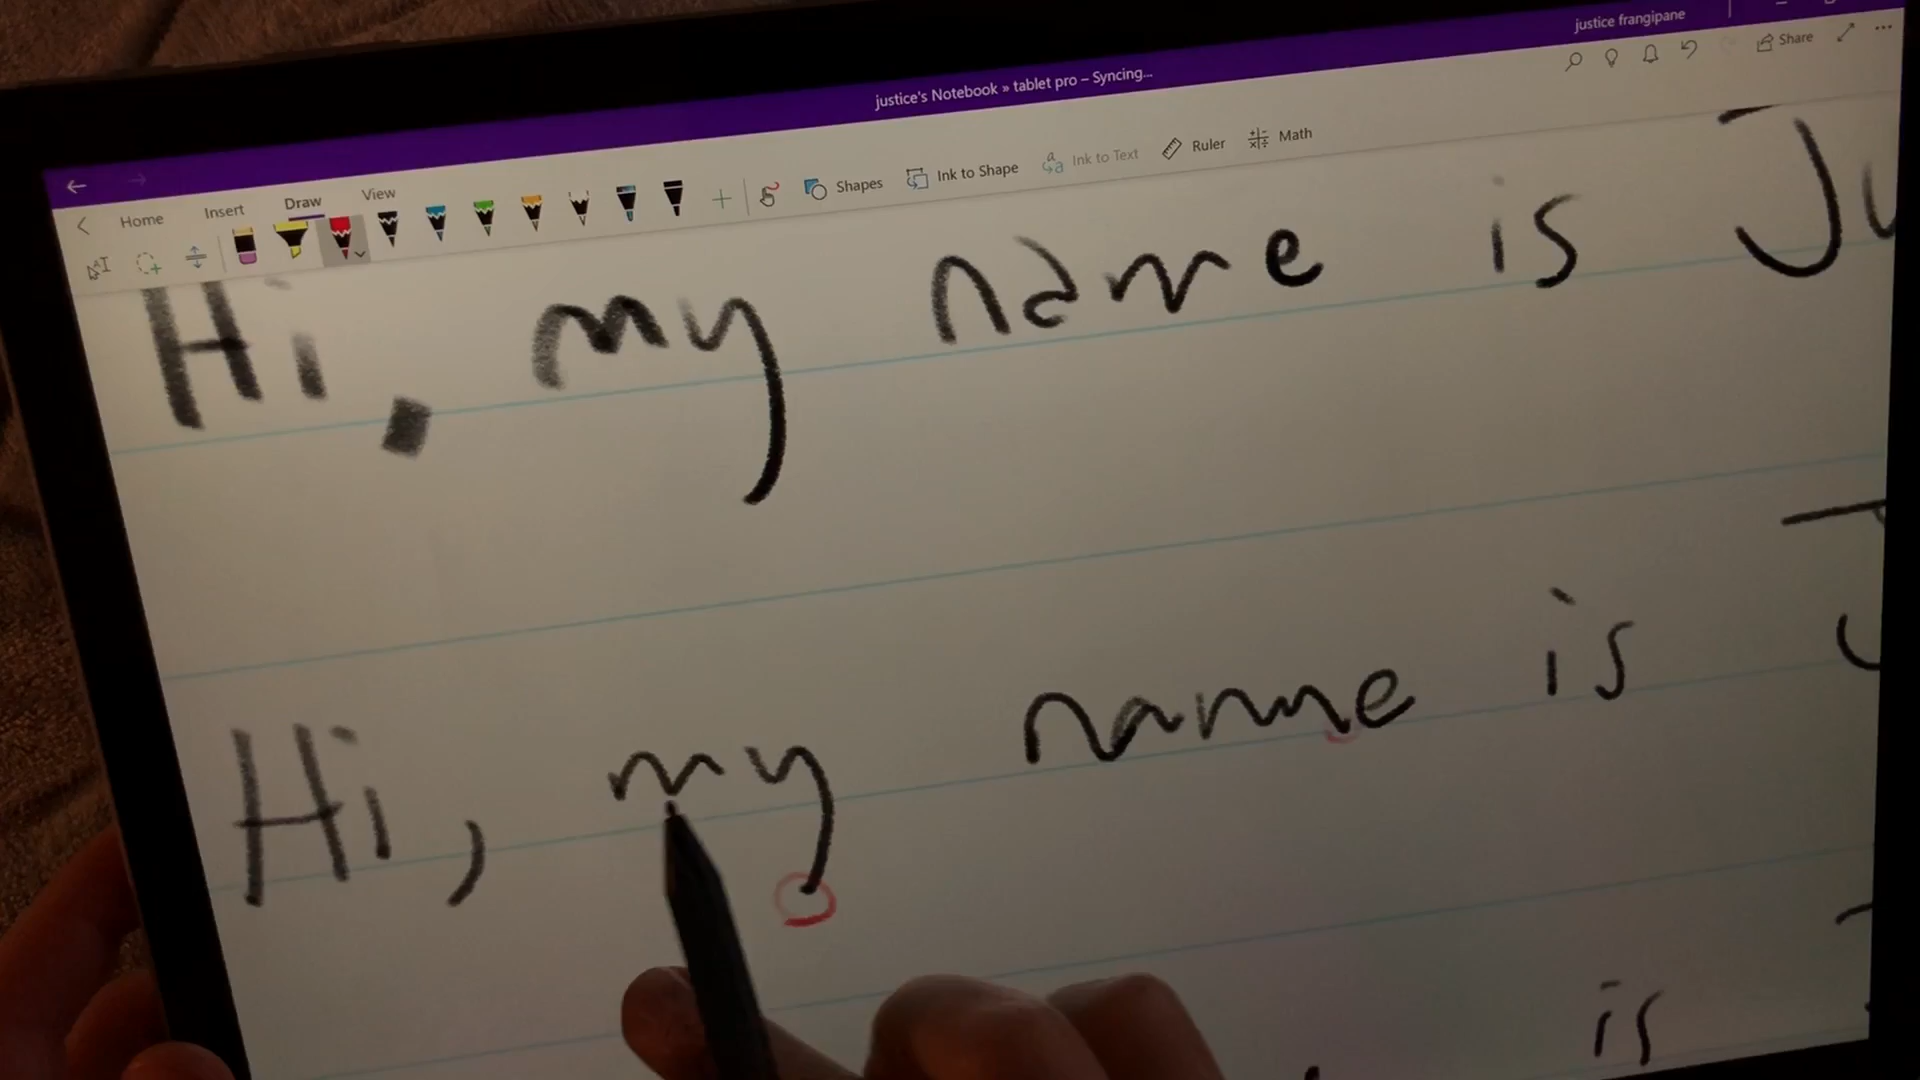 justice frangipane
justice's Notebook » tablet pro – Syncing...
Share
Home Insert Draw View
Shapes Ink to Shape Ink to Text Ruler Math
Hi. my name is Ju
Hi, my name is J
is